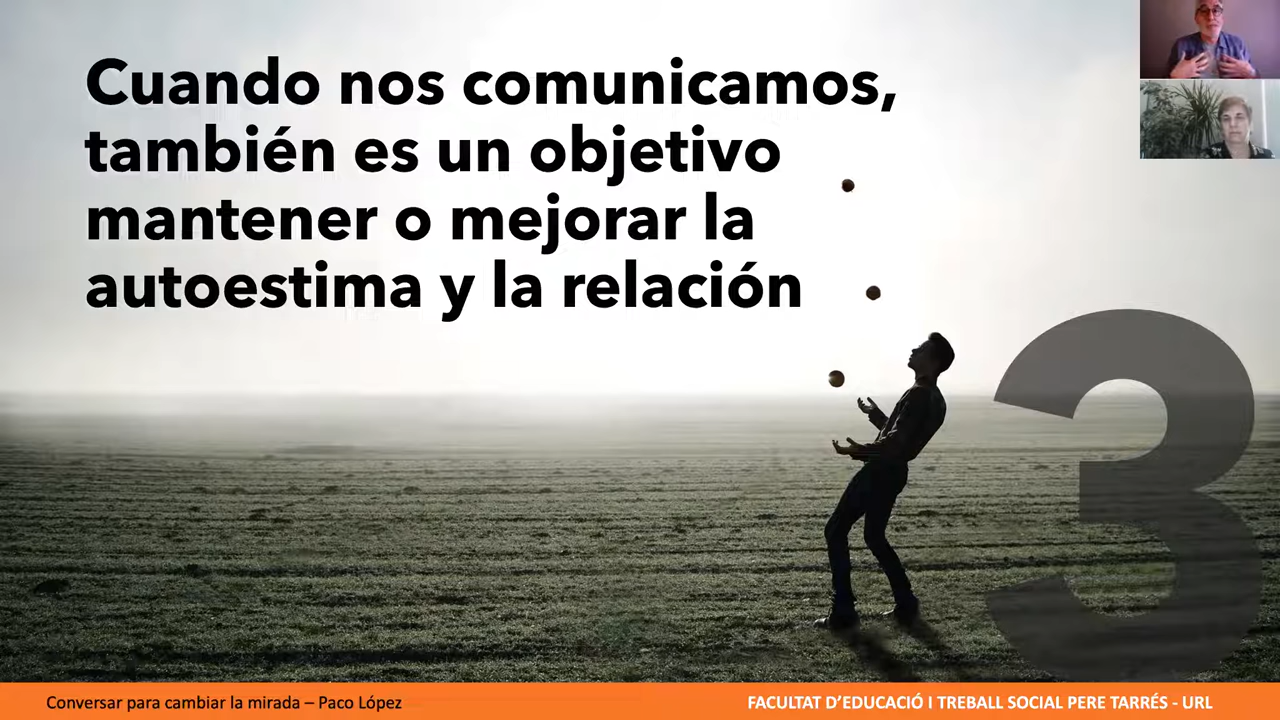 Cuando nos comunicamos,
también es un objetivo
mantener o mejorar la
autoestima y la relación
3
Conversar para cambiar la mirada – Paco López
FACULTAT D’EDUCACIÓ I TREBALL SOCIAL PERE TARRÉS - URL